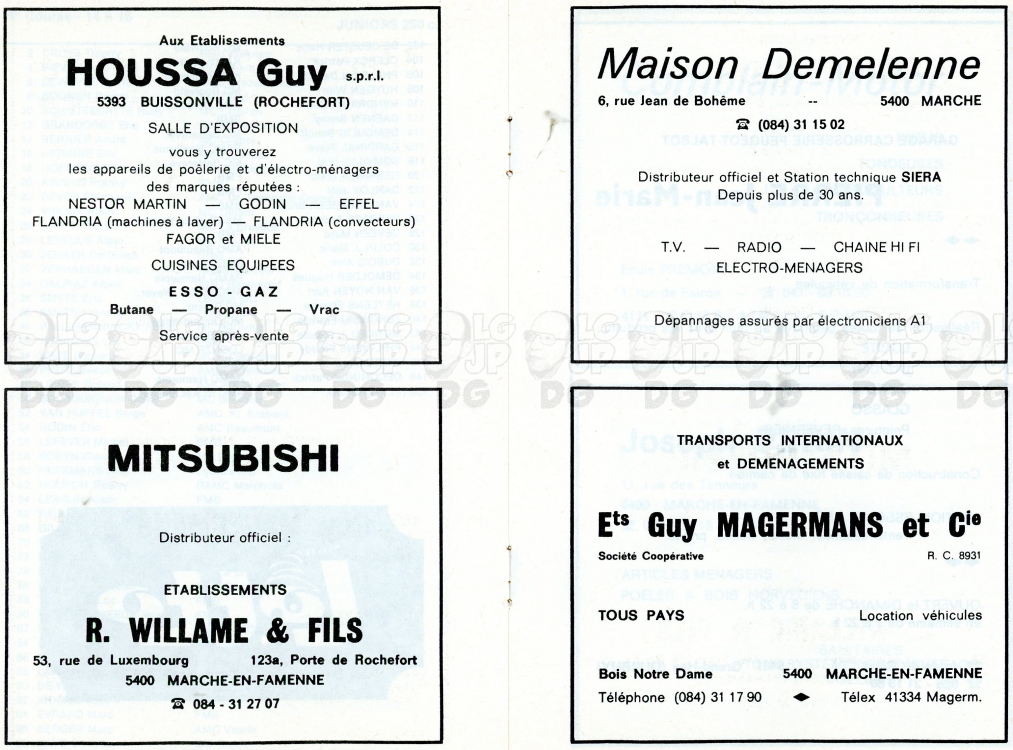 Aux Etablissements
HOUSSA Guy s.p.r.l.
5393 BUISSONVILLE (ROCHEFORT)
SALLE D'EXPOSITION
vous y trouverez
les appareils de poêlerie et d'électro-ménagers
des marques réputées :
NESTOR MARTIN — GODIN — EFFEL
FLANDRIA (machines à laver) — FLANDRIA (convecteurs)
FAGOR et MIELE
CUISINES EQUIPEES
ESSO - GAZ
Butane — Propane — Vrac
Service après-vente
Maison Demelenne
6, rue Jean de Bohême -- 5400 MARCHE
☎ (084) 31 15 02
Distributeur officiel et Station technique SIERA
Depuis plus de 30 ans.
T.V. — RADIO — CHAINE HI FI
ELECTRO-MENAGERS
Dépannages assurés par électroniciens A1
MITSUBISHI
Distributeur officiel :
ETABLISSEMENTS
R. WILLAME & FILS
53, rue de Luxembourg 123a, Porte de Rochefort
5400 MARCHE-EN-FAMENNE
☎ 084 - 31 27 07
TRANSPORTS INTERNATIONAUX
et DEMENAGEMENTS
Ets Guy MAGERMANS et Cie
Société Coopérative R. C. 8931
TOUS PAYS Location véhicules
Bois Notre Dame 5400 MARCHE-EN-FAMENNE
Téléphone (084) 31 17 90 Télex 41334 Magerm.